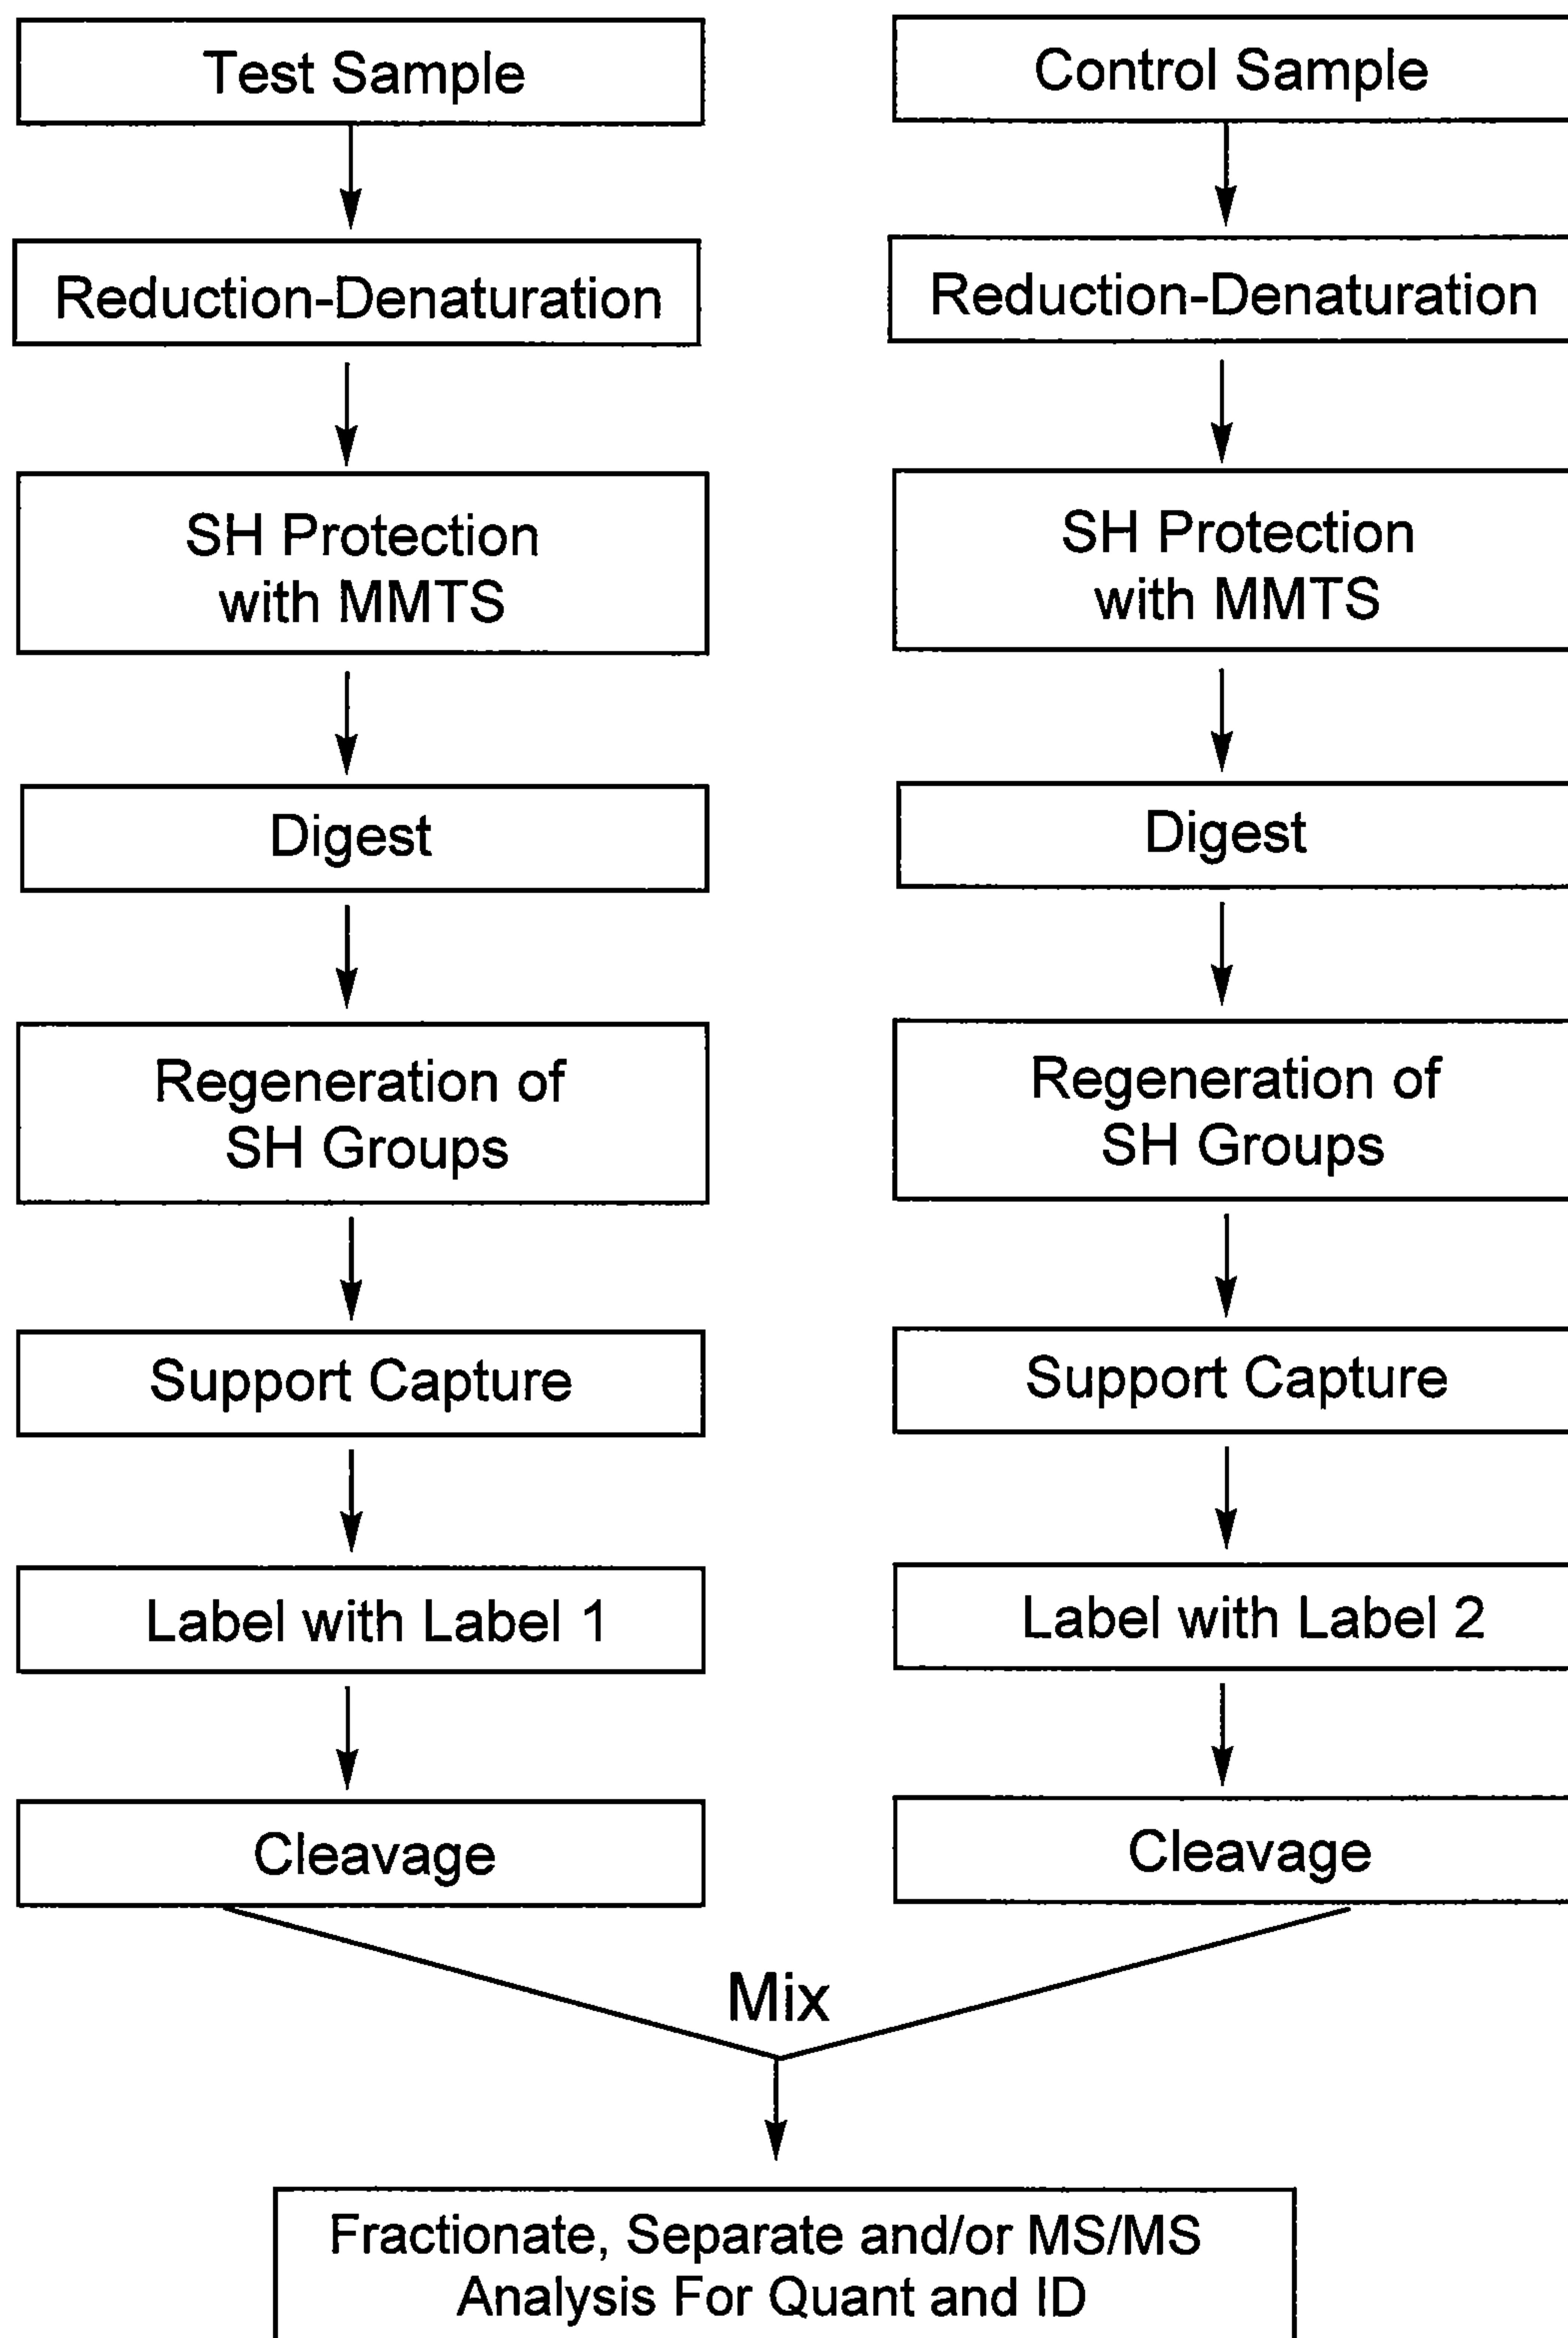 Test Sample
Control Sample
Reduction-Denaturation
Reduction-Denaturation
SH Protection
with MMTS
SH Protection
with MMTS
Digest
Digest
Regeneration of
SH Groups
Regeneration of
SH Groups
Support Capture
Support Capture
Label with Label 1
Label with Label 2
Cleavage
Cleavage
Mix
Fractionate, Separate and/or MS/MS
Analysis For Quant and ID